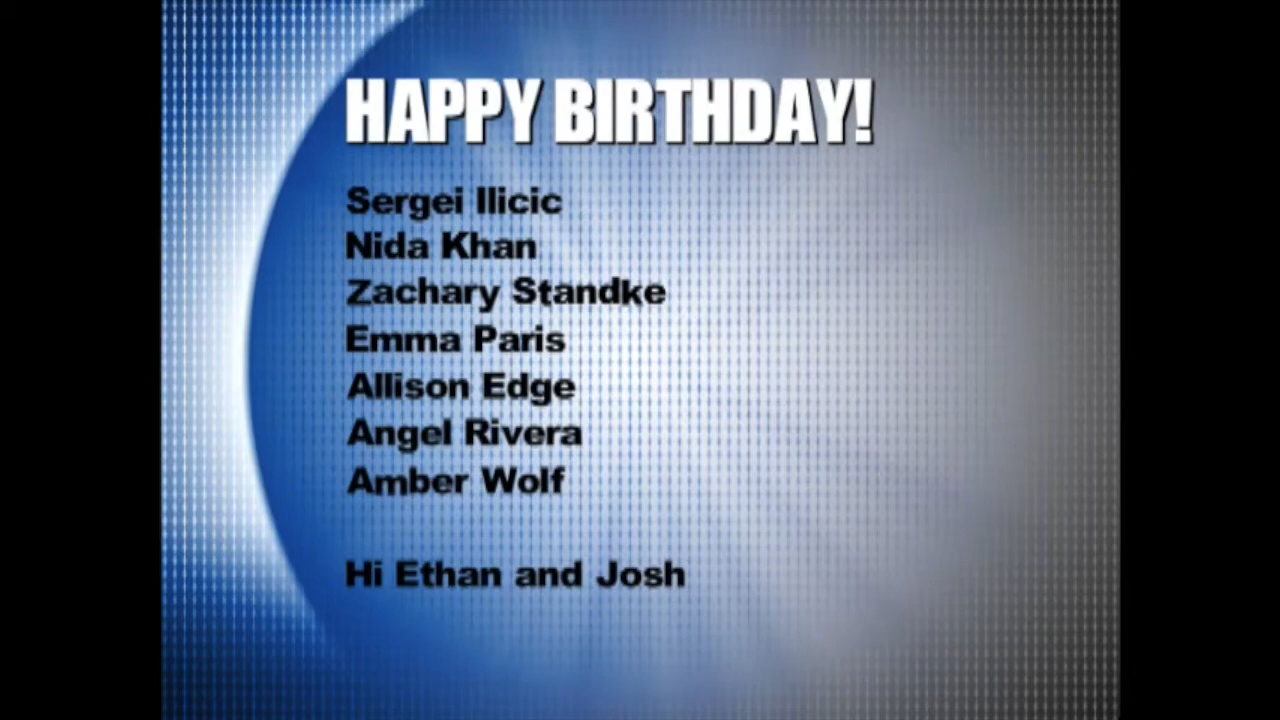 HAPPY BIRTHDAY!
Sergei Ilicic
Nida Khan
Zachary Standke
Emma Paris
Allison Edge
Angel Rivera
Amber Wolf
Hi Ethan and Josh